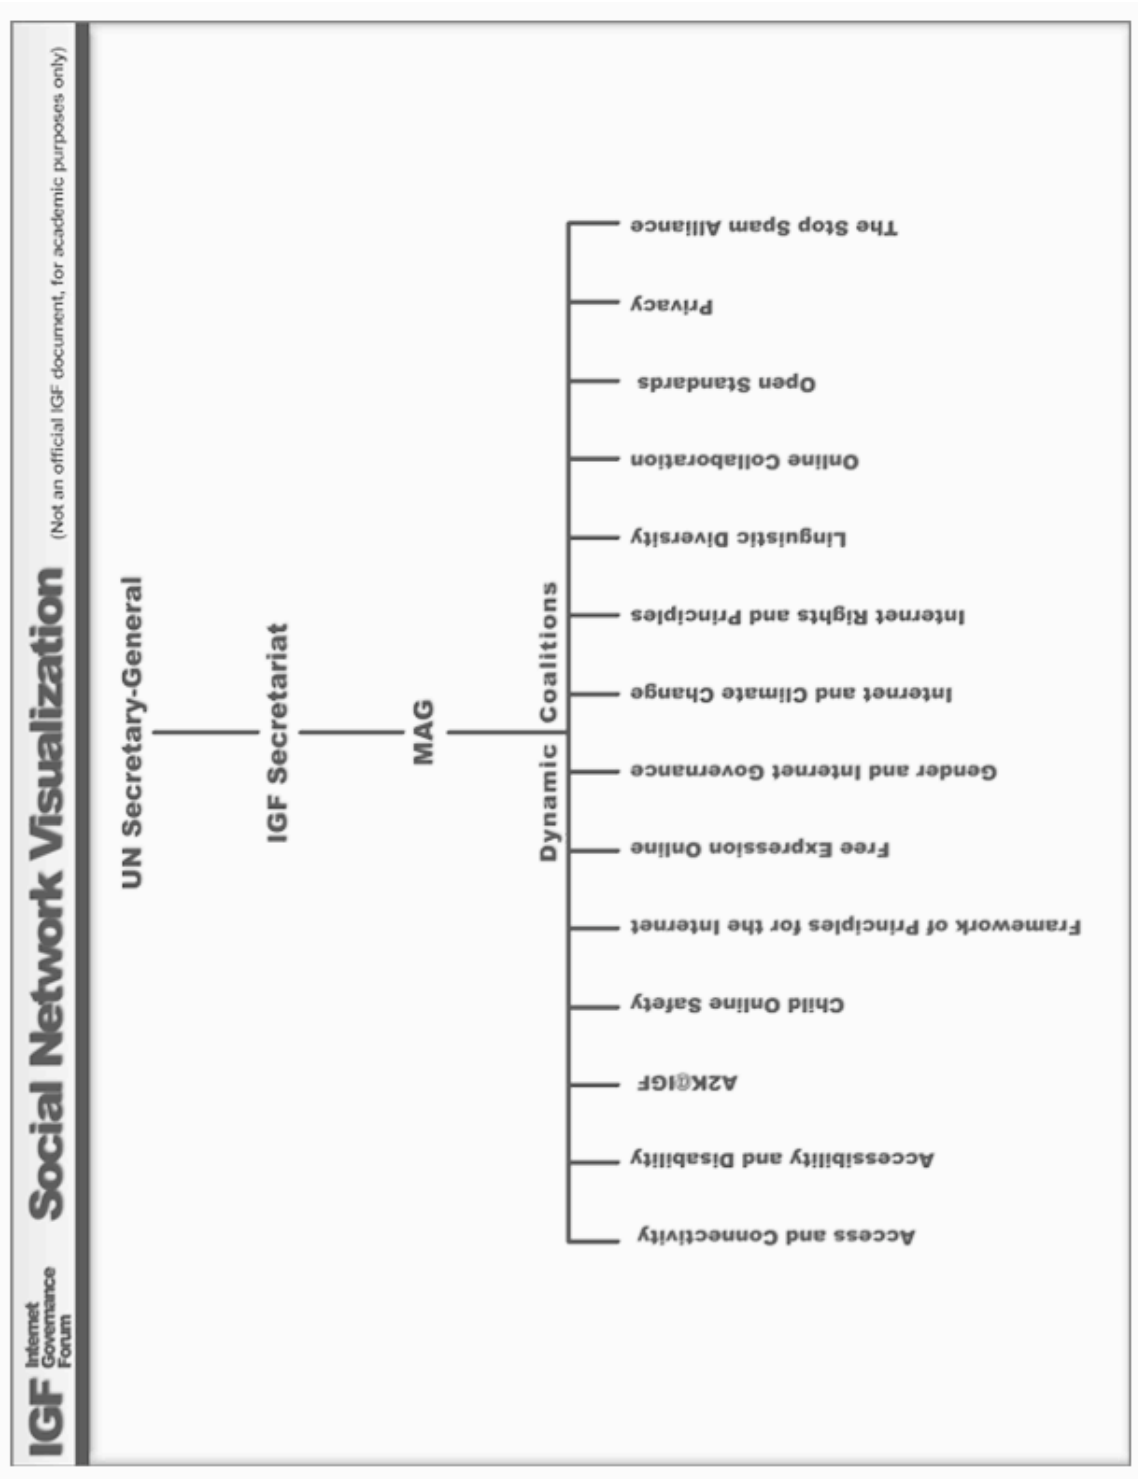 IGF
Internet
Governance
Forum
Social Network Visualization
(Not an official IGF document, for academic purposes only)
UN Secretary-General
IGF Secretariat
MAG
Dynamic Coalitions
Access and Connectivity
Accessibility and Disability
A2K@IGF
Child Online Safety
Framework of Principles for the Internet
Free Expression Online
Gender and Internet Governance
Internet and Climate Change
Internet Rights and Principles
Linguistic Diversity
Online Collaboration
Open Standards
Privacy
The Stop Spam Alliance